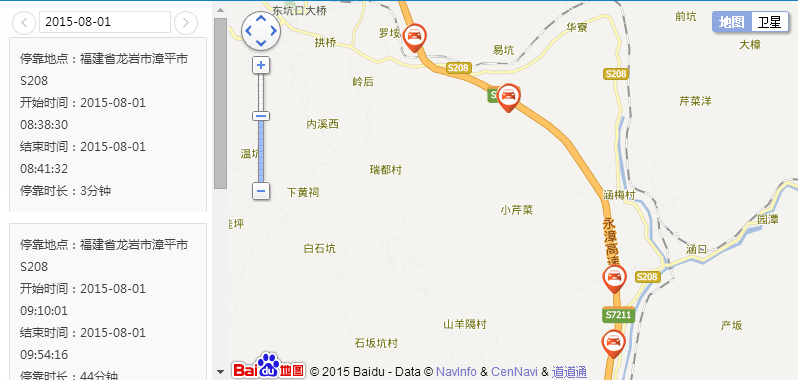 2015-08-01
停靠地点：福建省龙岩市漳平市
S208
开始时间：2015-08-01
08:38:30
结束时间：2015-08-01
08:41:32
停靠时长：3分钟
停靠地点：福建省龙岩市漳平市
S208
开始时间：2015-08-01
09:10:01
结束时间：2015-08-01
09:54:16
停靠时长：44分钟
东坑口大桥
拱桥
罗坂
易坑
华寮
前坑
地图
卫星
大樟
S208
S208
岭后
芹菜洋
内溪西
温坑
瑞都村
下黄祠
涵梅村
小芹菜
圆潭
永漳高速
白石坑
涵口
S208
S7211
山羊隔村
产坂
石坂坑村
Bai du 地图
© 2015 Baidu - Data © NavInfo & CenNavi & 道道通